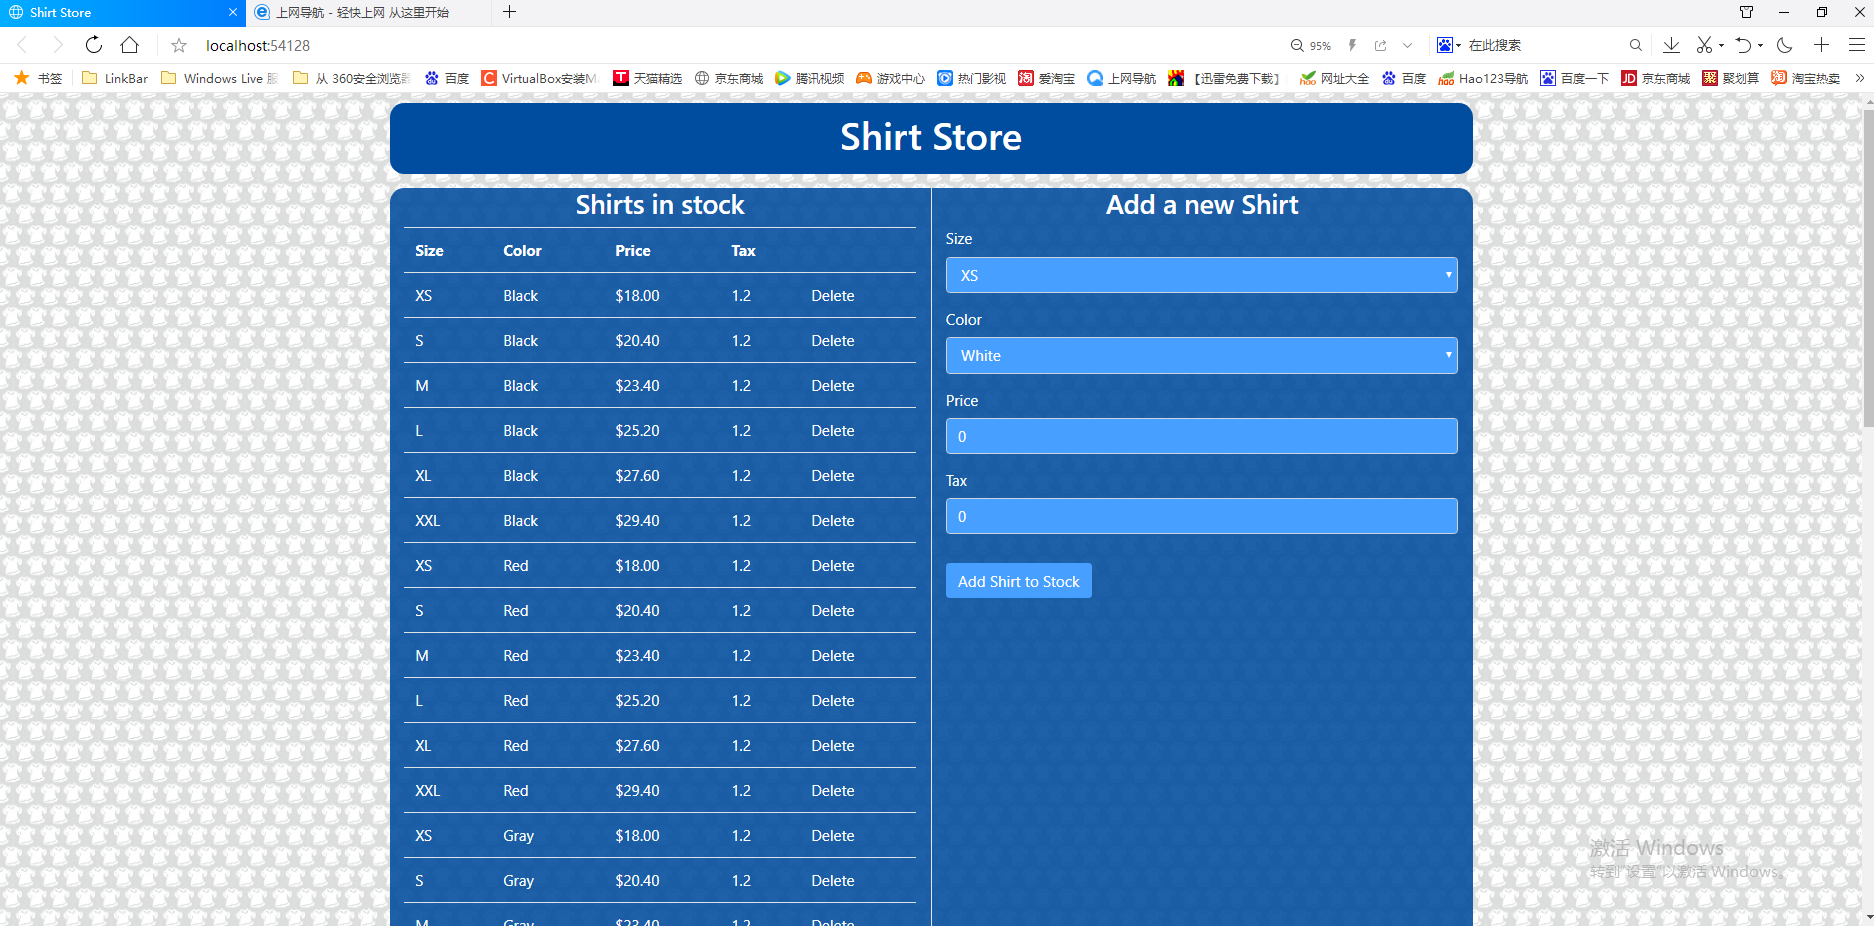 Shirt Store
上网导航 - 轻快上网 从这里开始
localhost:54128
95%
在此搜索
书签 LinkBar Windows Live 服 从 360安全浏览器 百度 VirtualBox安装M 天猫精选 京东商城 腾讯视频 游戏中心 热门影视 爱淘宝 上网导航 【迅雷免费下载】 网址大全 百度 Hao123导航 百度一下 京东商城 聚划算 淘宝热卖
Shirt Store
Shirts in stock
Size Color Price Tax
XS Black $18.00 1.2 Delete
S Black $20.40 1.2 Delete
M Black $23.40 1.2 Delete
L Black $25.20 1.2 Delete
XL Black $27.60 1.2 Delete
XXL Black $29.40 1.2 Delete
XS Red $18.00 1.2 Delete
S Red $20.40 1.2 Delete
M Red $23.40 1.2 Delete
L Red $25.20 1.2 Delete
XL Red $27.60 1.2 Delete
XXL Red $29.40 1.2 Delete
XS Gray $18.00 1.2 Delete
S Gray $20.40 1.2 Delete
M Gray $23.40 1.2 Delete
Add a new Shirt
Size
XS
Color
White
Price
0
Tax
0
Add Shirt to Stock
激活 Windows
转到"设置"以激活 Windows。